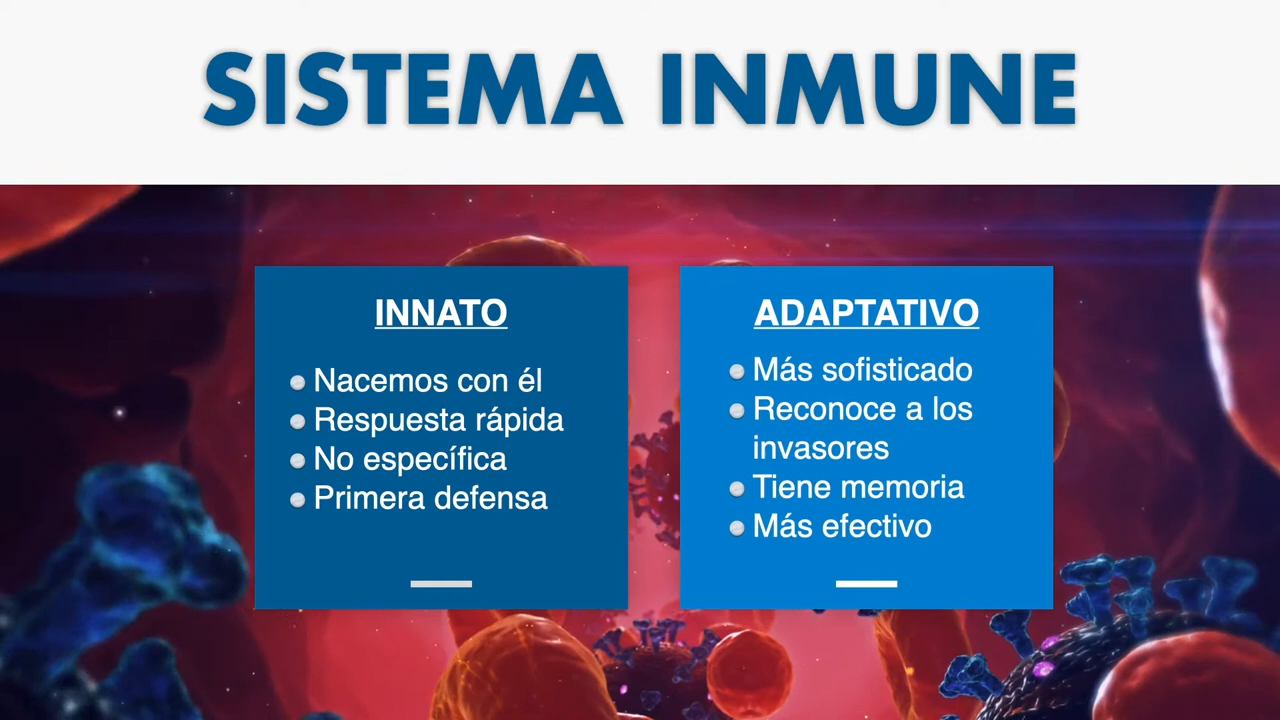 SISTEMA INMUNE
INNATO
Nacemos con él
Respuesta rápida
No específica
Primera defensa
ADAPTATIVO
Más sofisticado
Reconoce a los
invasores
Tiene memoria
Más efectivo